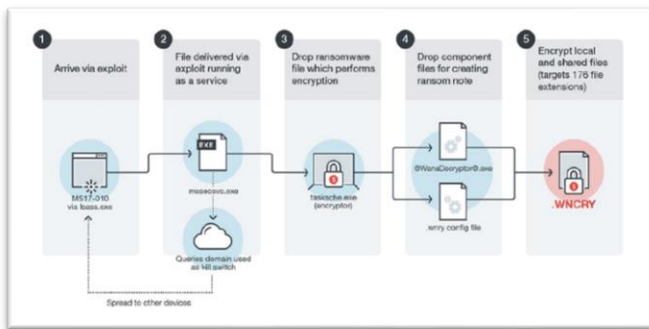 1
Arrive via exploit
MS17-010
via lsass.exe
2
File delivered via
exploit running
as a service
EXE
mssecsvc.exe
Queries domain used
as kill switch
Spread to other devices
3
Drop ransomware
file which performs
encryption
tasksche.exe
(encryptor)
4
Drop component
files for creating
ransom note
@WanaDecryptor@.exe
.wnry config file
5
Encrypt local
and shared files
(targets 176 file
extensions)
.WNCRY